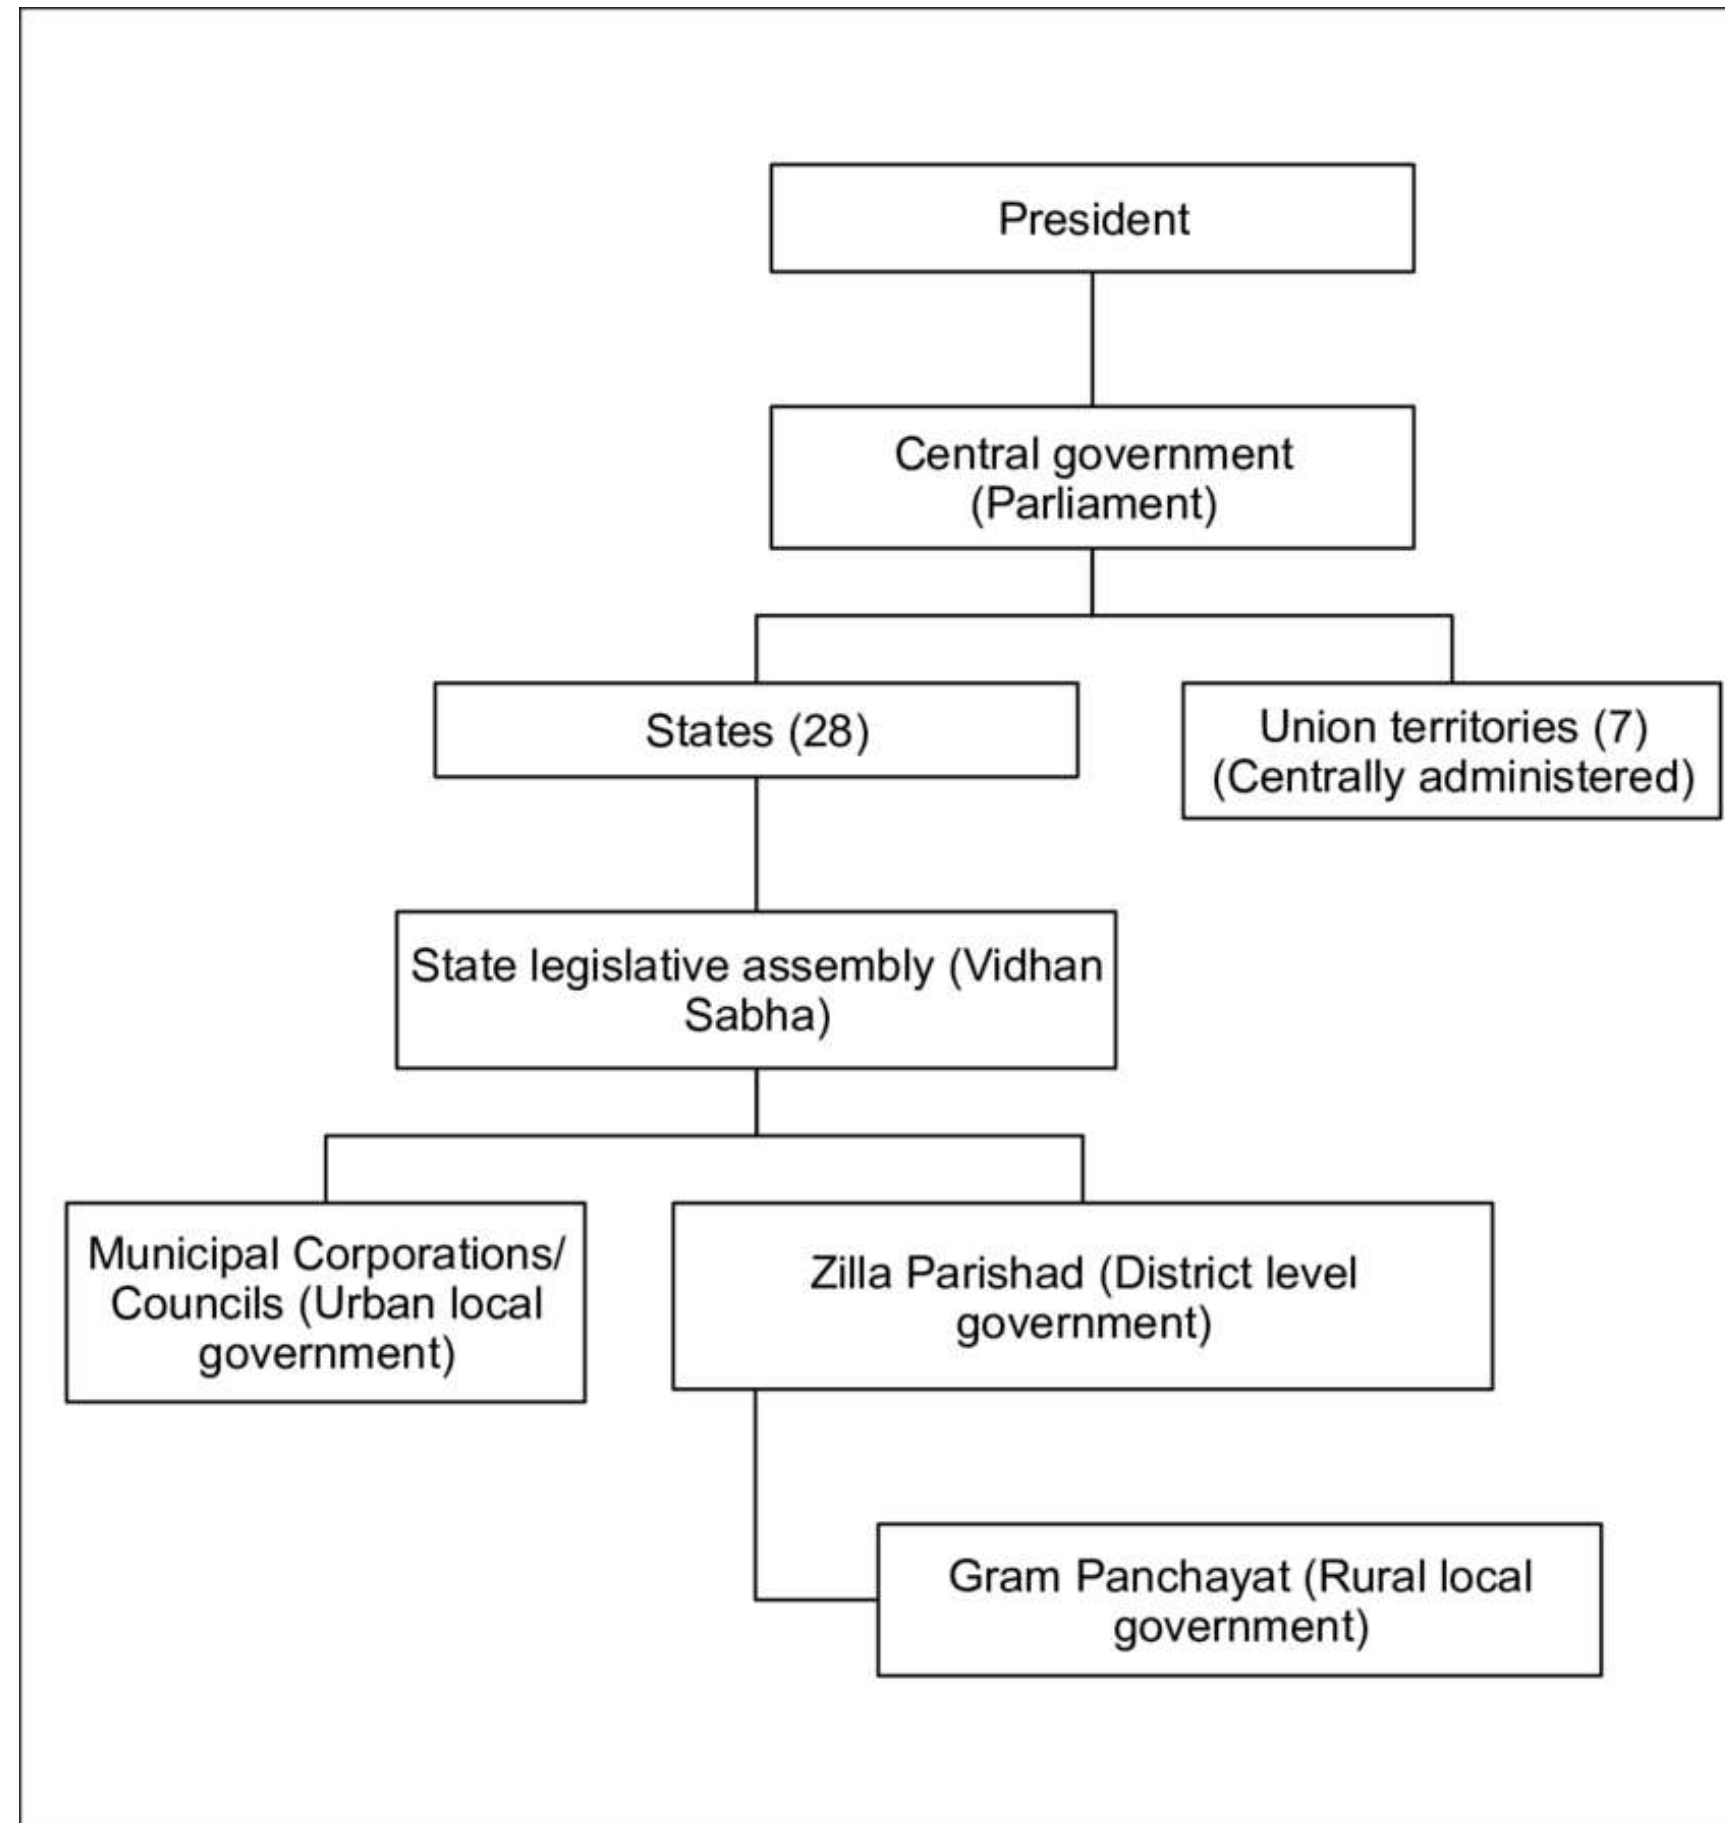 President
Central government
(Parliament)
States (28)
Union territories (7)
(Centrally administered)
State legislative assembly (Vidhan
Sabha)
Municipal Corporations/
Councils (Urban local
government)
Zilla Parishad (District level
government)
Gram Panchayat (Rural local
government)